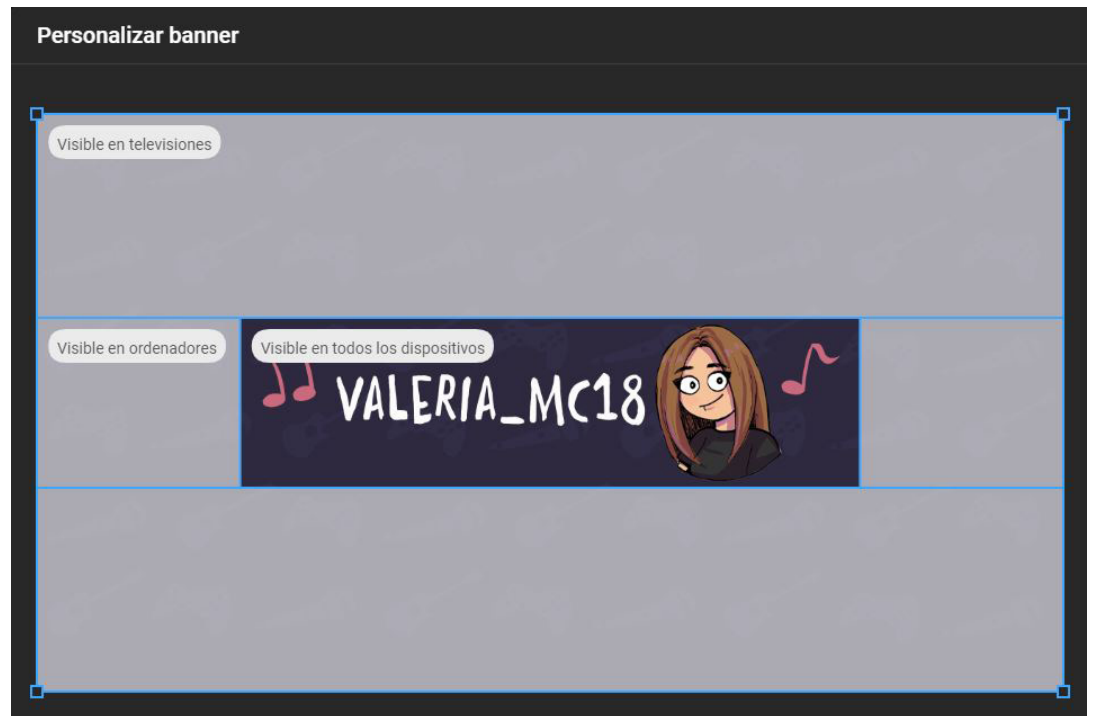 Personalizar banner
Visible en televisiones
Visible en ordenadores
Visible en todos los dispositivos
VALERIA_MC18